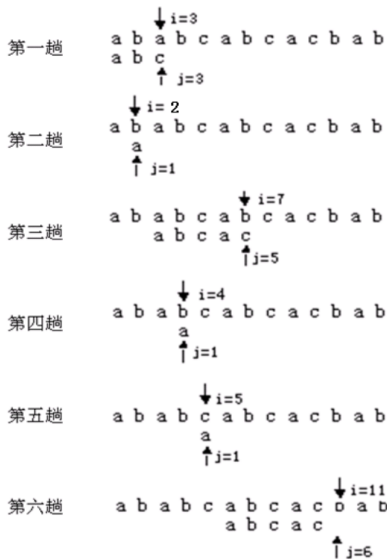 i=3
第一趟 a b a b c a b c a c b a b
a b c
j=3
i= 2
第二趟 a b a b c a b c a c b a b
a
j=1
i=7
第三趟 a b a b c a b c a c b a b
a b c a c
j=5
i=4
第四趟 a b a b c a b c a c b a b
a
j=1
i=5
第五趟 a b a b c a b c a c b a b
a
j=1
i=11
第六趟 a b a b c a b c a c b a b
a b c a c
j=6